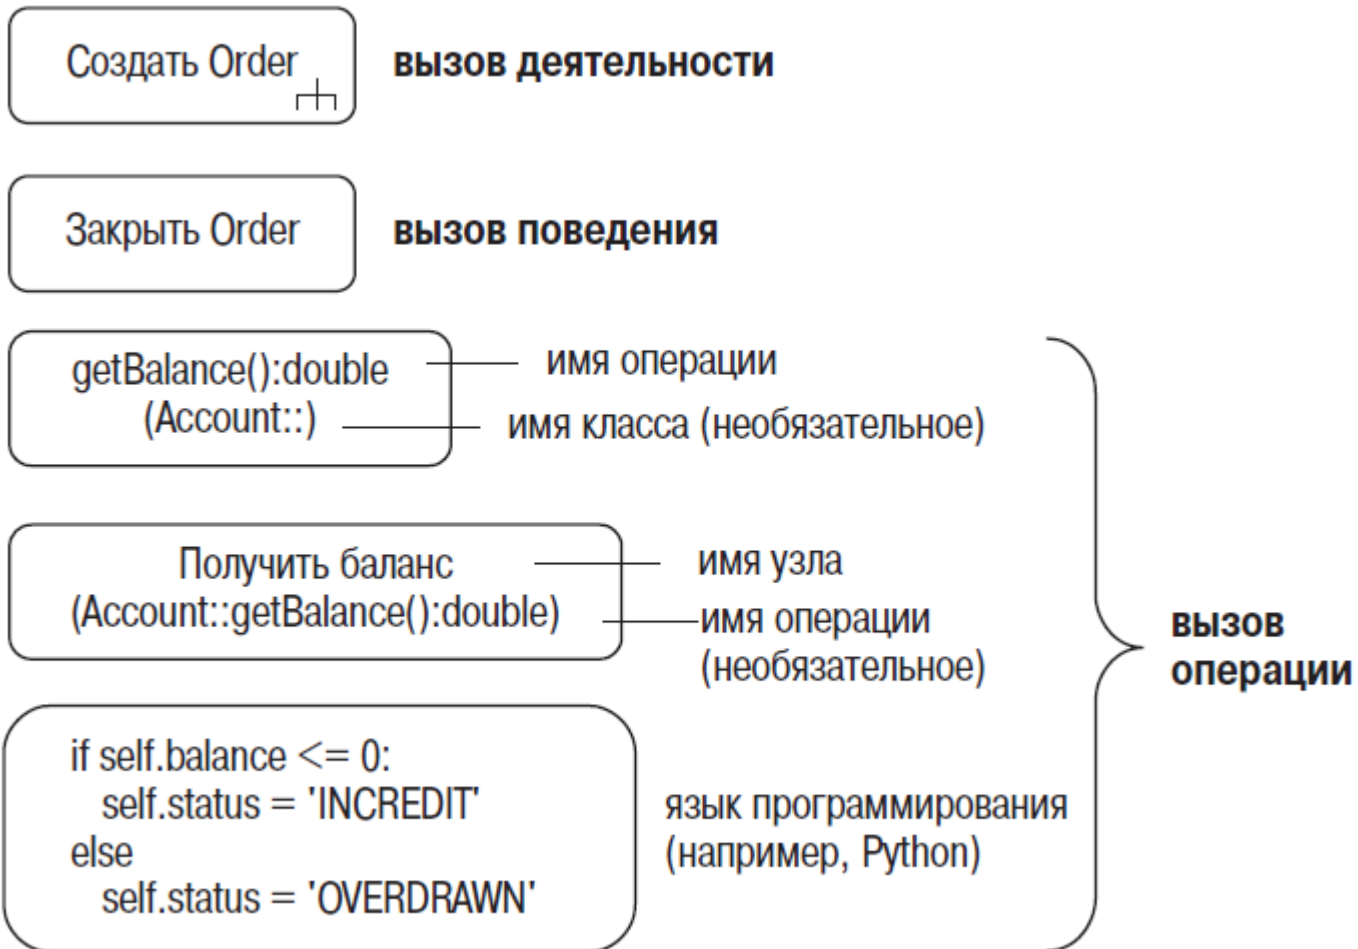 Создать Order
вызов деятельности
Закрыть Order
вызов поведения
getBalance():double
(Account::)
имя операции
имя класса (необязательное)
Получить баланс
(Account::getBalance():double)
имя узла
имя операции
(необязательное)
if self.balance <= 0:
self.status = 'INCREDIT'
else
self.status = 'OVERDRAWN'
язык программирования
(например, Python)
вызов
операции